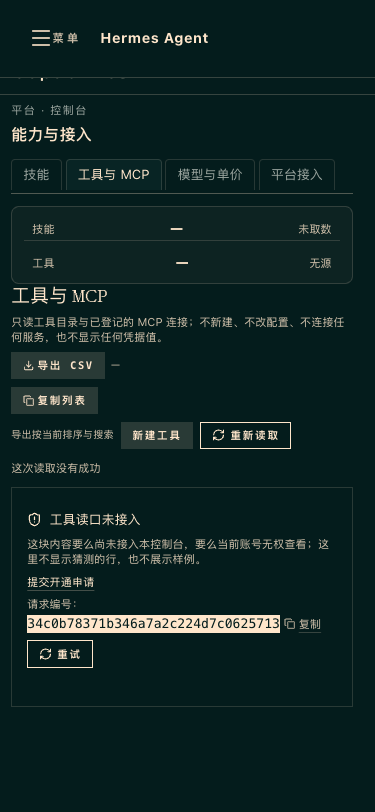 菜单
Hermes Agent
平台 · 控制台
能力与接入
技能
工具与 MCP
模型与单价
平台接入
技能 — 未取数
工具 — 无源
工具与 MCP
只读工具目录与已登记的 MCP 连接；不新建、不改配置、不连接任
何服务，也不显示任何凭据值。
导出 CSV —
复制列表
导出按当前排序与搜索 新建工具 重新读取
这次读取没有成功
工具读口未接入
这块内容要么尚未接入本控制台，要么当前账号无权查看；这
里不显示猜测的行，也不展示样例。
提交开通申请
请求编号：
34c0b78371b346a7a2c224d7c0625713 复制
重试